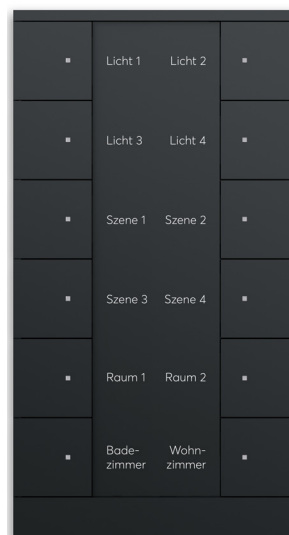 Licht 1 Licht 2
Licht 3 Licht 4
Szene 1 Szene 2
Szene 3 Szene 4
Raum 1 Raum 2
Bade- Wohn-
zimmer zimmer